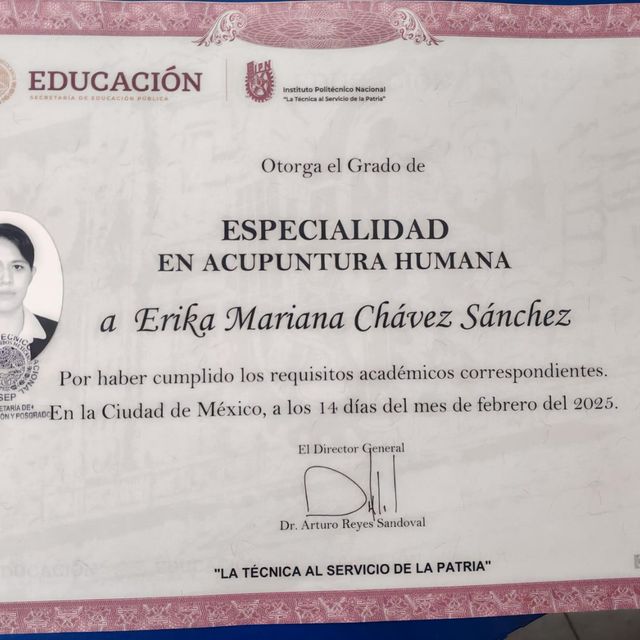 EDUCACIÓN
SECRETARÍA DE EDUCACIÓN PÚBLICA
IPN
Instituto Politécnico Nacional
"La Técnica al Servicio de la Patria"
Otorga el Grado de
ESPECIALIDAD
EN ACUPUNTURA HUMANA
a Erika Mariana Chávez Sánchez
Por haber cumplido los requisitos académicos correspondientes.
En la Ciudad de México, a los 14 días del mes de febrero del 2025.
SEP
El Director General
Dr. Arturo Reyes Sandoval
"LA TÉCNICA AL SERVICIO DE LA PATRIA"